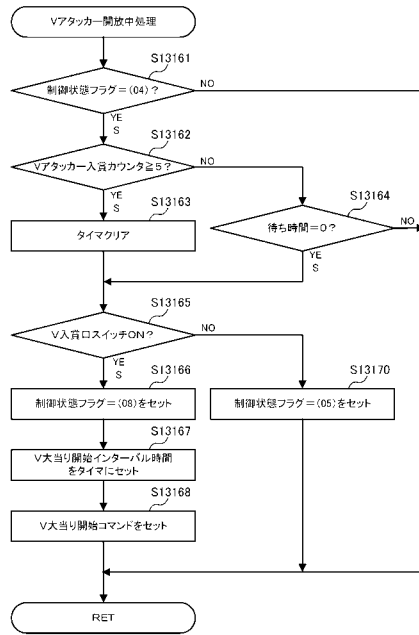 Vアタッカー開放中処理
S13161
制御状態フラグ=(04)?
NO
YE
S
S13162
Vアタッカー入賞カウンタ≧5?
NO
YE
S
S13163
タイマクリア
S13164
待ち時間=0?
NO
YE
S
S13165
V入賞口スイッチON?
NO
YE
S
S13166
制御状態フラグ=(08)をセット
S13170
制御状態フラグ=(05)をセット
S13167
V大当り開始インターバル時間
をタイマにセット
S13168
V大当り開始コマンドをセット
RET